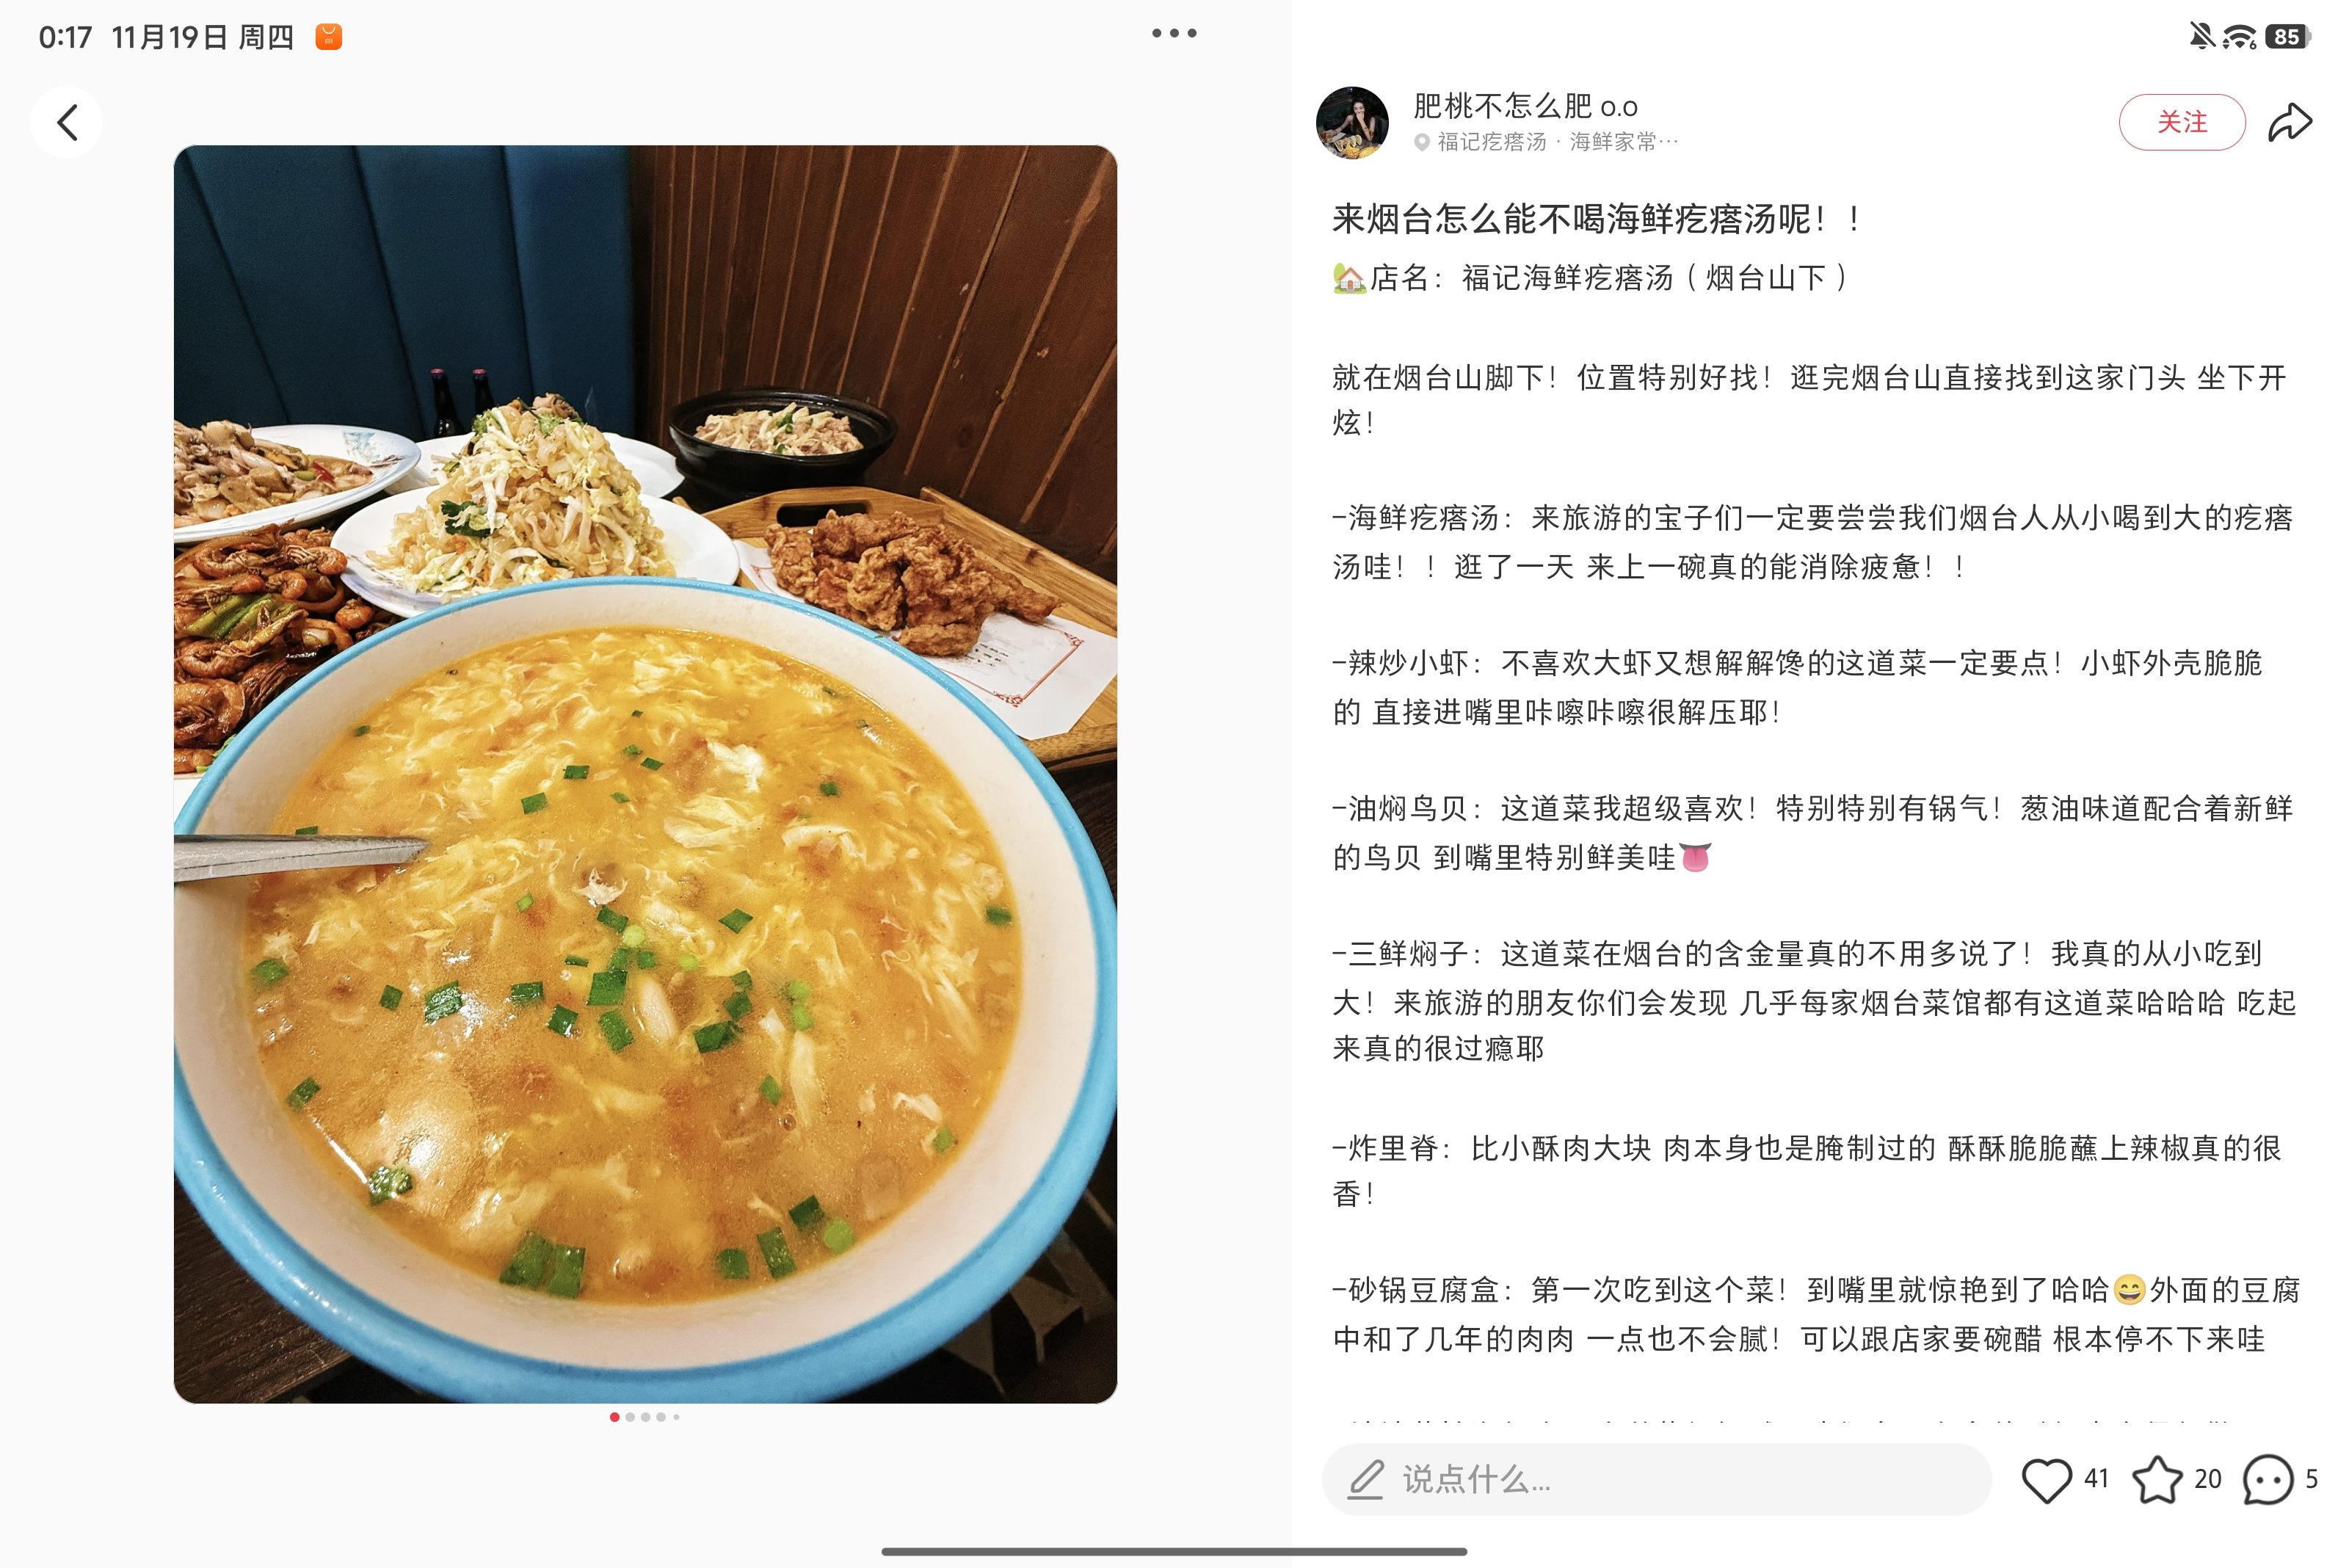 0:17 11月19日 周四
85
肥桃不怎么肥 o.o
福记疙瘩汤 · 海鲜家常…
关注
来烟台怎么能不喝海鲜疙瘩汤呢！！
🏡店名：福记海鲜疙瘩汤（烟台山下）
就在烟台山脚下！位置特别好找！逛完烟台山直接找到这家门头 坐下开
炫！
-海鲜疙瘩汤：来旅游的宝子们一定要尝尝我们烟台人从小喝到大的疙瘩
汤哇！！逛了一天 来上一碗真的能消除疲惫！！
-辣炒小虾：不喜欢大虾又想解解馋的这道菜一定要点！小虾外壳脆脆
的 直接进嘴里咔嚓咔嚓很解压耶！
-油焖鸟贝：这道菜我超级喜欢！特别特别有锅气！葱油味道配合着新鲜
的鸟贝 到嘴里特别鲜美哇👅
-三鲜焖子：这道菜在烟台的含金量真的不用多说了！我真的从小吃到
大！来旅游的朋友你们会发现 几乎每家烟台菜馆都有这道菜哈哈哈 吃起
来真的很过瘾耶
-炸里脊：比小酥肉大块 肉本身也是腌制过的 酥酥脆脆蘸上辣椒真的很
香！
-砂锅豆腐盒：第一次吃到这个菜！到嘴里就惊艳到了哈哈😄外面的豆腐
中和了几年的肉肉 一点也不会腻！可以跟店家要碗醋 根本停不下来哇
说点什么...
41
20
5